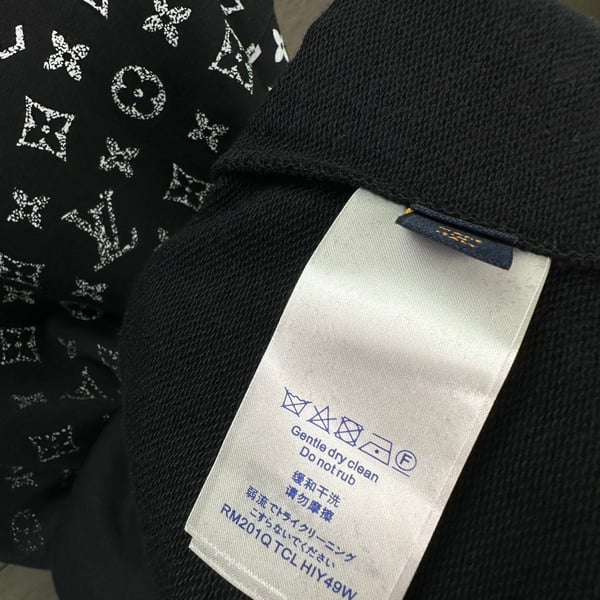 F
Gentle dry clean
Do not rub
缓和干洗
请勿摩擦
弱流でトライクリーニング
こすらないでください
RM201Q TCL HIY49W